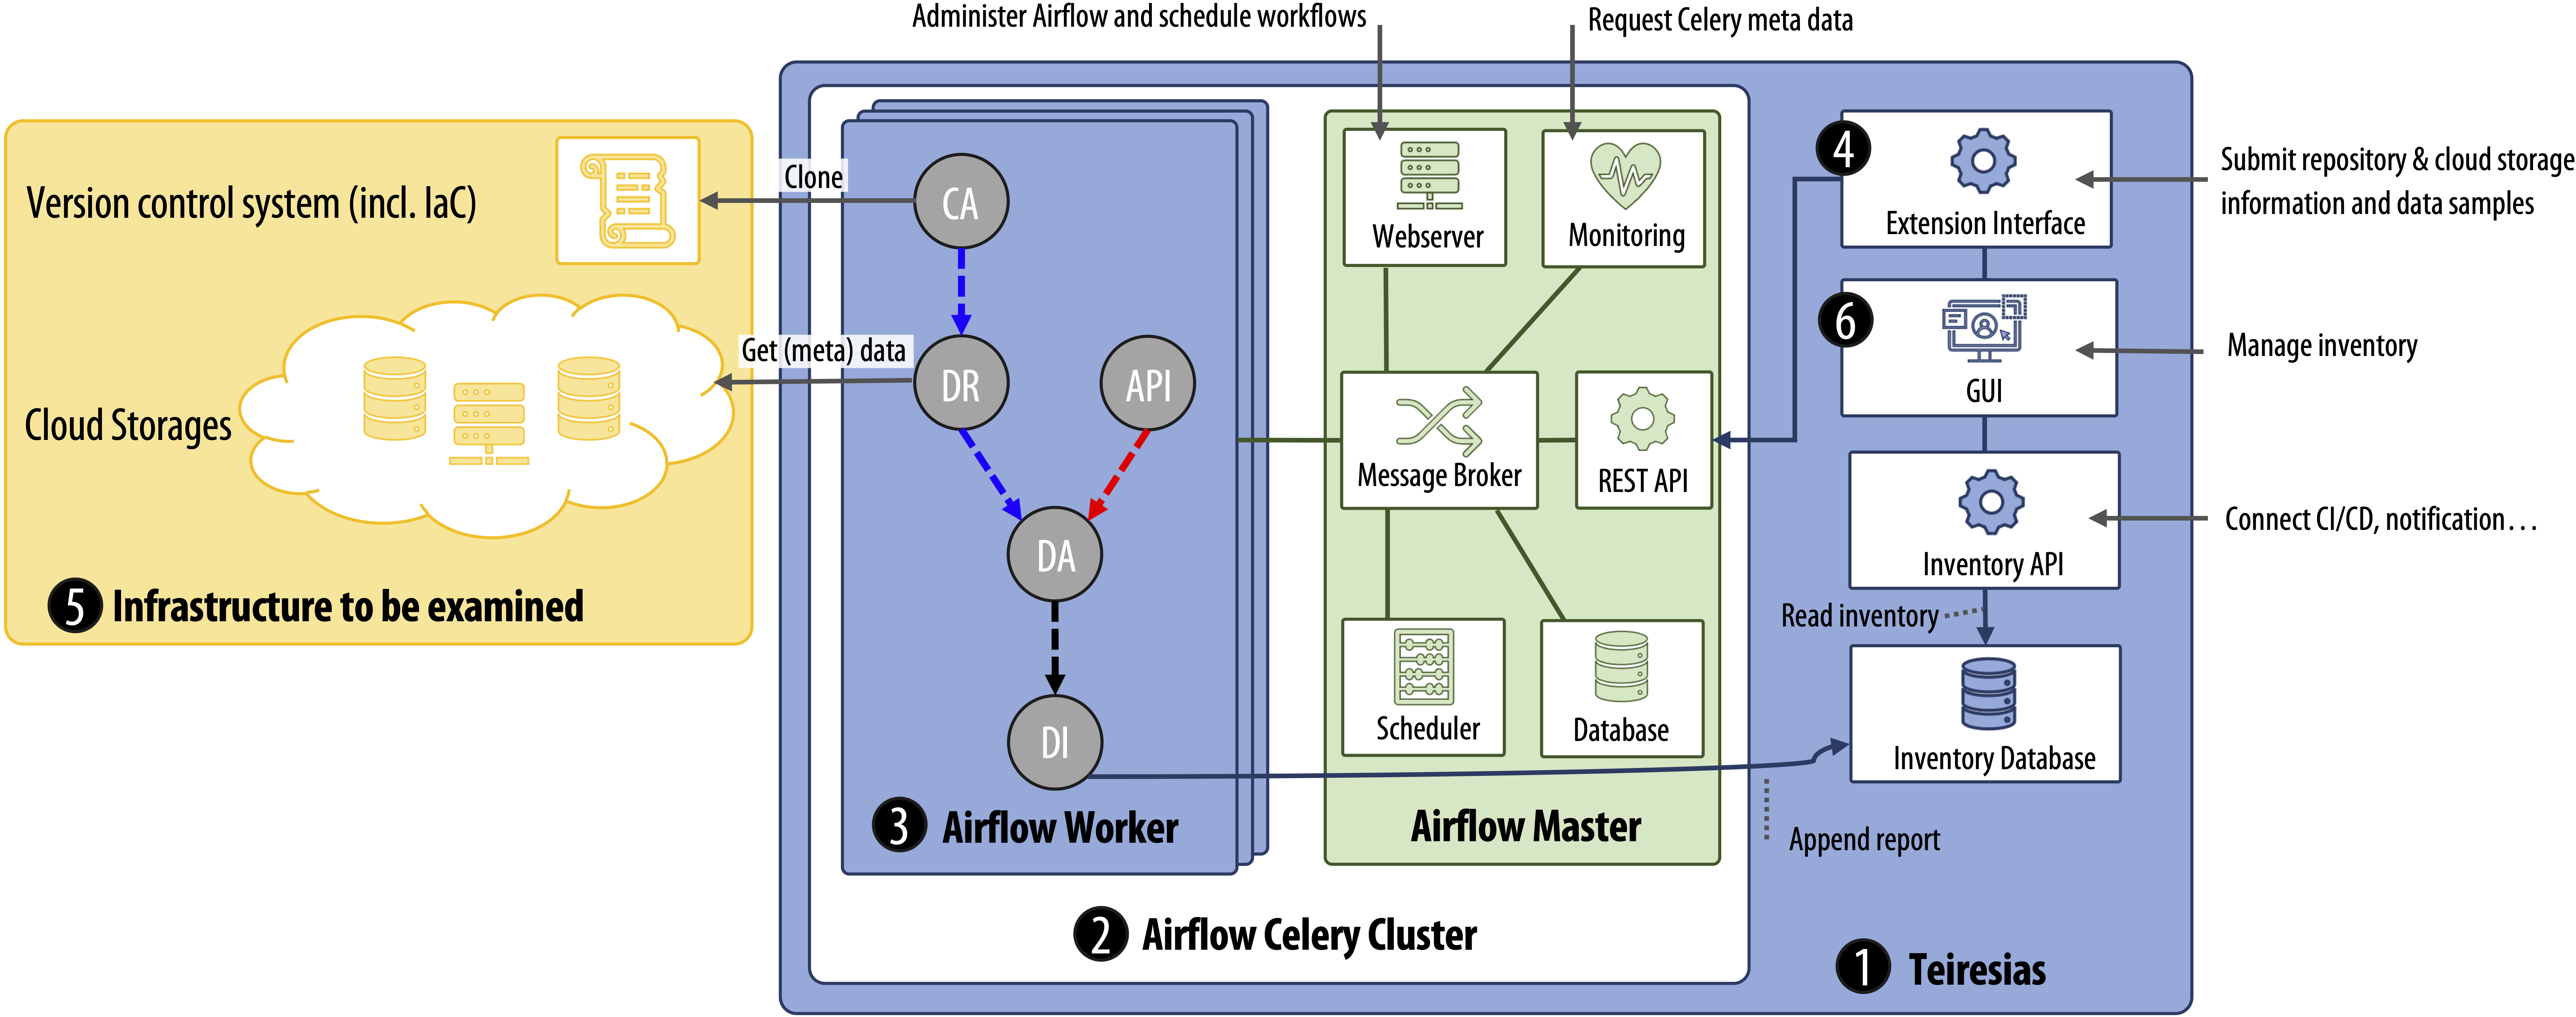 Administer Airflow and schedule workflows
Request Celery meta data
Version control system (incl. IaC)
Cloud Storages
5 Infrastructure to be examined
Clone
Get (meta) data
CA
DR
API
DA
DI
3 Airflow Worker
Webserver
Monitoring
Message Broker
REST API
Scheduler
Database
Airflow Master
2 Airflow Celery Cluster
4
Extension Interface
6
GUI
Inventory API
Read inventory
Inventory Database
Append report
1 Teiresias
Submit repository & cloud storage
information and data samples
Manage inventory
Connect CI/CD, notification…